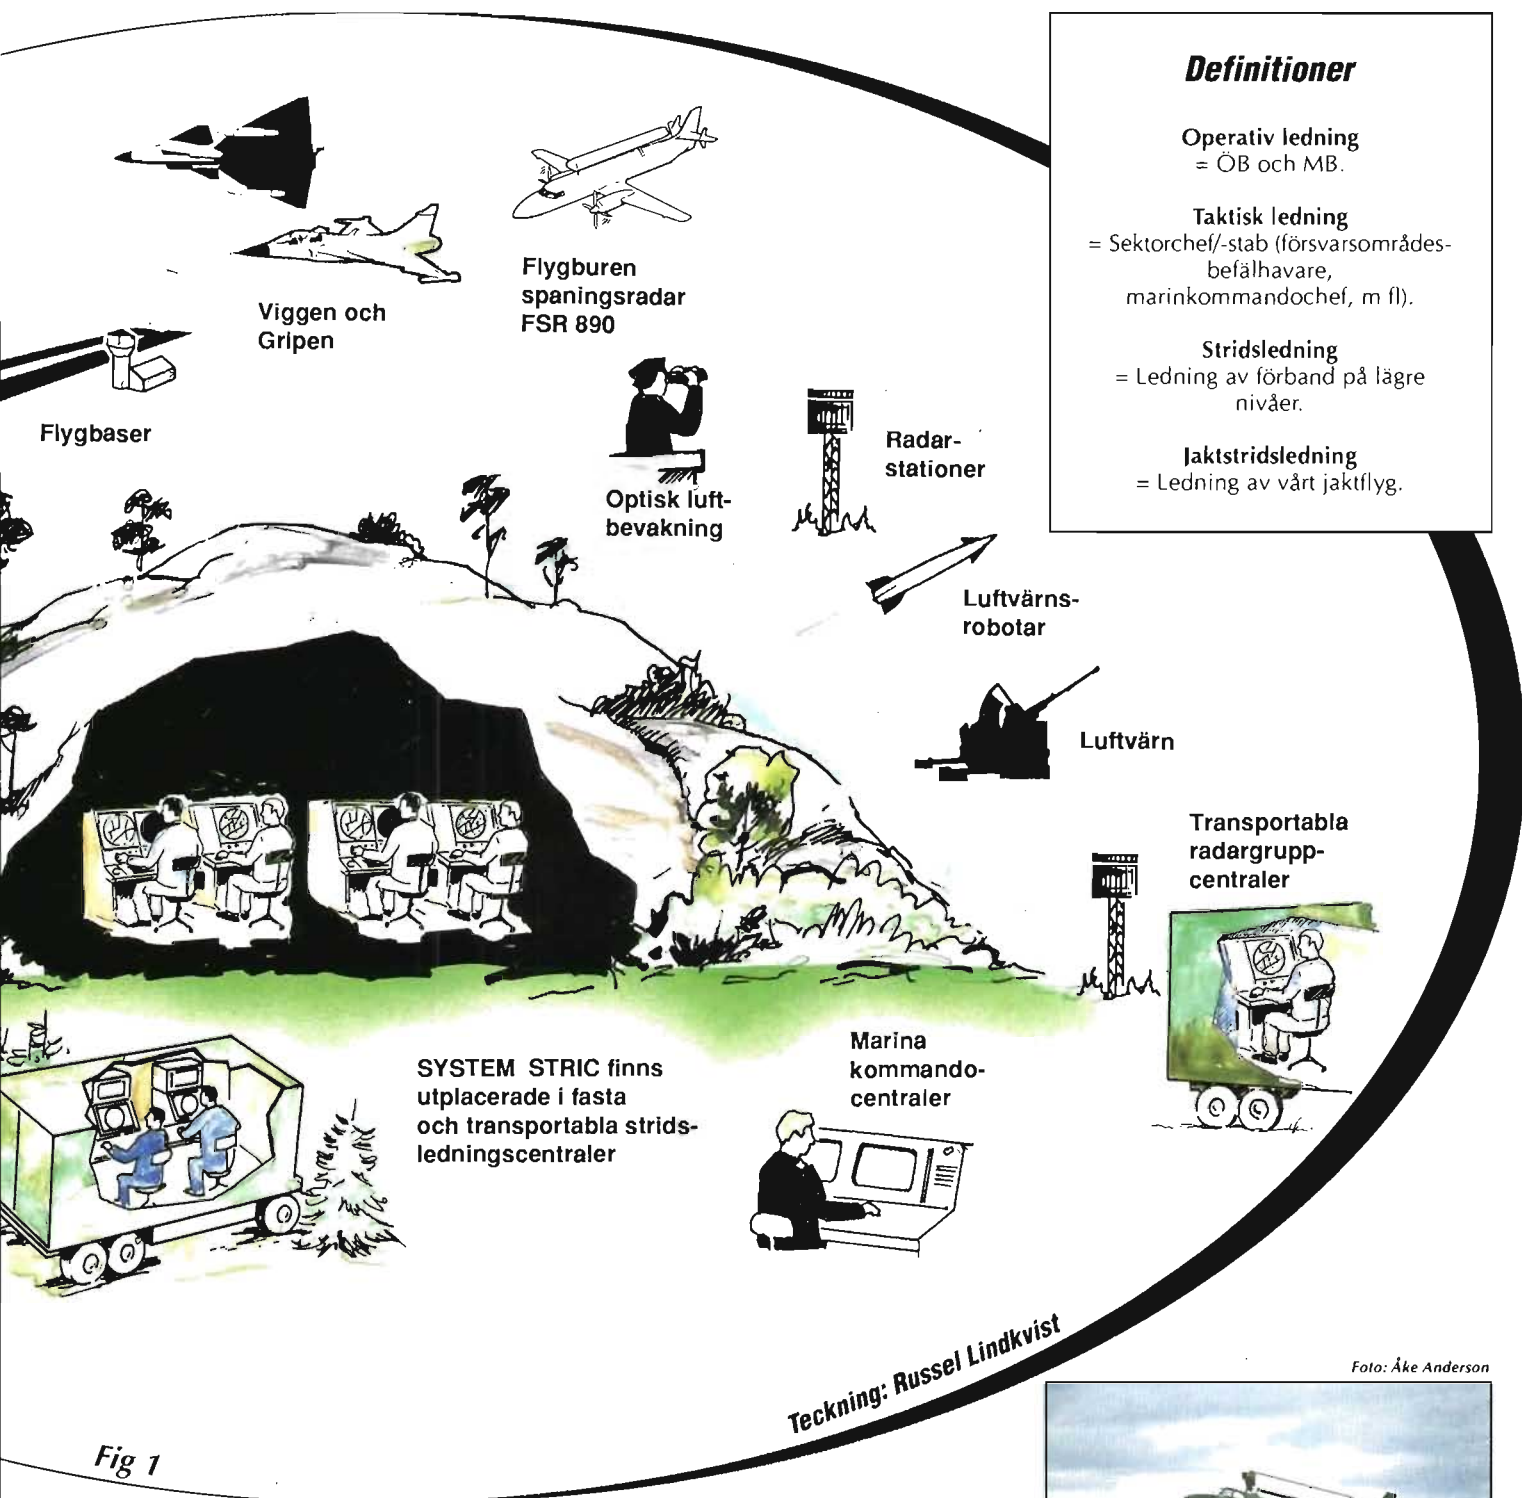 Definitioner
Operativ ledning
= ÖB och MB.
Taktisk ledning
= Sektorchef/-stab (försvarsområdes-
befälhavare,
marinkommandochef, m fl).
Stridsledning
= Ledning av förband på lägre
nivåer.
Jaktstridsledning
= Ledning av vårt jaktflyg.
Viggen och
Gripen
Flygburen
spaningsradar
FSR 890
Flygbaser
Optisk luft-
bevakning
Radar-
stationer
Luftvärns-
robotar
Luftvärn
Transportabla
radargrupp-
centraler
SYSTEM STRIC finns
utplacerade i fasta
och transportabla strids-
ledningscentraler
Marina
kommando-
centraler
Teckning: Russel Lindkvist
Foto: Åke Anderson
Fig 1